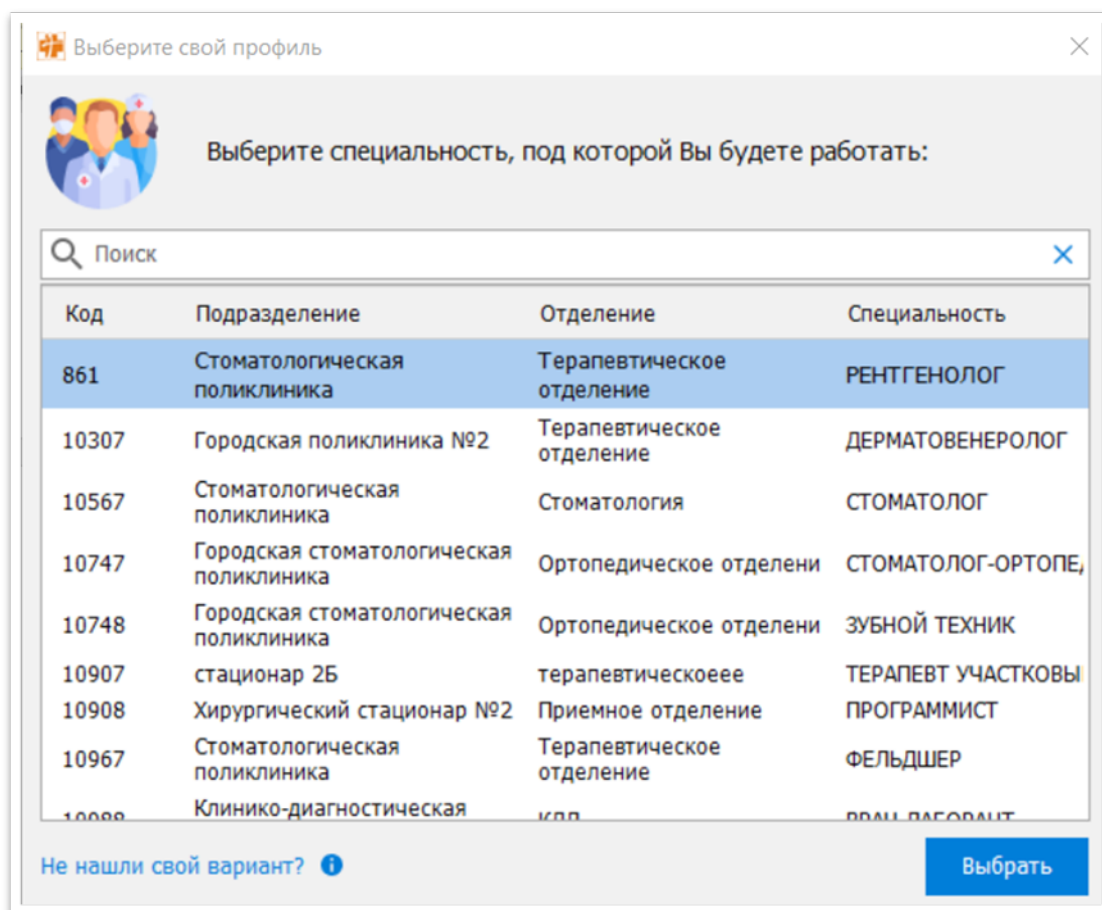 Выберите свой профиль
Выберите специальность, под которой Вы будете работать:
Поиск
Код Подразделение Отделение Специальность
861 Стоматологическая поликлиника Терапевтическое отделение РЕНТГЕНОЛОГ
10307 Городская поликлиника №2 Терапевтическое отделение ДЕРМАТОВЕНЕРОЛОГ
10567 Стоматологическая поликлиника Стоматология СТОМАТОЛОГ
10747 Городская стоматологическая поликлиника Ортопедическое отделени СТОМАТОЛОГ-ОРТОПЕ
10748 Городская стоматологическая поликлиника Ортопедическое отделени ЗУБНОЙ ТЕХНИК
10907 стационар 2Б терапевтическоеее ТЕРАПЕВТ УЧАСТКОВЫ
10908 Хирургический стационар №2 Приемное отделение ПРОГРАММИСТ
10967 Стоматологическая поликлиника Терапевтическое отделение ФЕЛЬДШЕР
Клинико-диагностическая
Не нашли свой вариант?
Выбрать